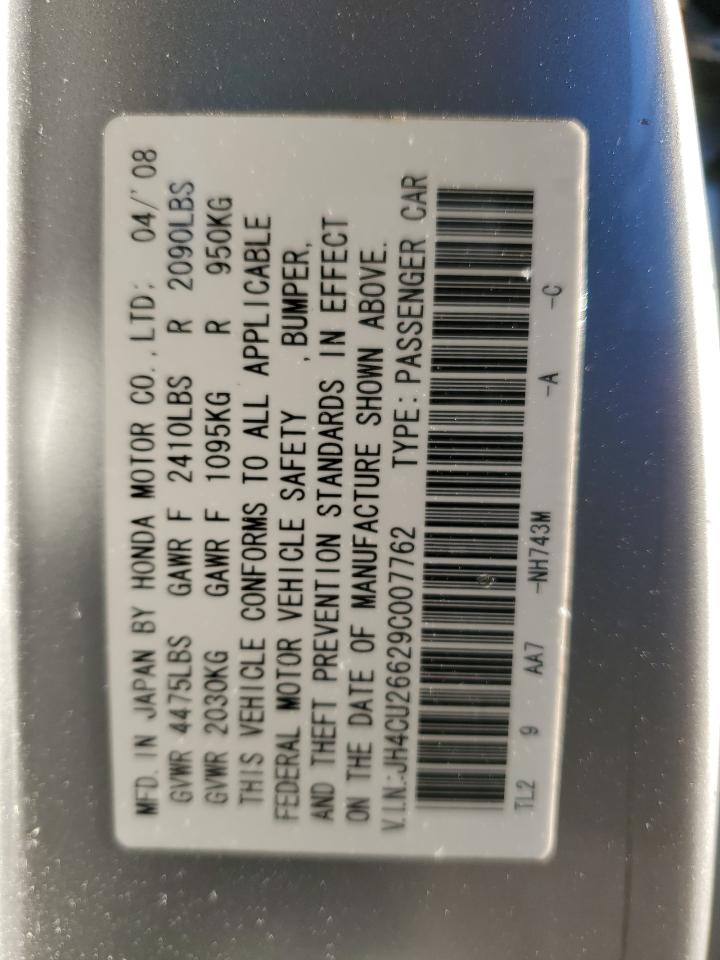 MFD. IN JAPAN BY HONDA MOTOR CO., LTD; 04/'08
GVWR 4475LBS GAWR F 2410LBS R 2090LBS
GVWR 2030KG GAWR F 1095KG R 950KG
THIS VEHICLE CONFORMS TO ALL APPLICABLE
FEDERAL MOTOR VEHICLE SAFETY , BUMPER,
AND THEFT PREVENTION STANDARDS IN EFFECT
ON THE DATE OF MANUFACTURE SHOWN ABOVE.
V.I.N:JH4CU26629C007762 TYPE: PASSENGER CAR
TL2 9 AA7 -NH743M -A -C